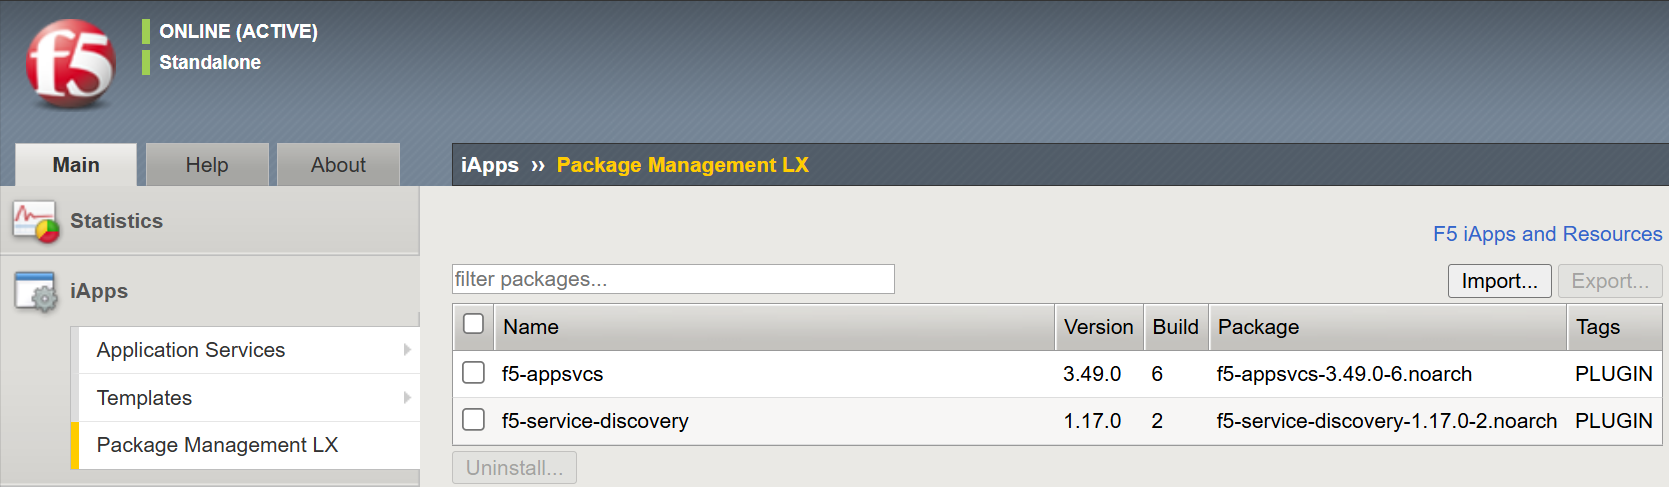 f5
ONLINE (ACTIVE)
Standalone
Main
Help
About
iApps ›› Package Management LX
Statistics
iApps
Application Services
Templates
Package Management LX
F5 iApps and Resources
filter packages...
Import...
Export...
Name Version Build Package Tags
f5-appsvcs 3.49.0 6 f5-appsvcs-3.49.0-6.noarch PLUGIN
f5-service-discovery 1.17.0 2 f5-service-discovery-1.17.0-2.noarch PLUGIN
Uninstall...